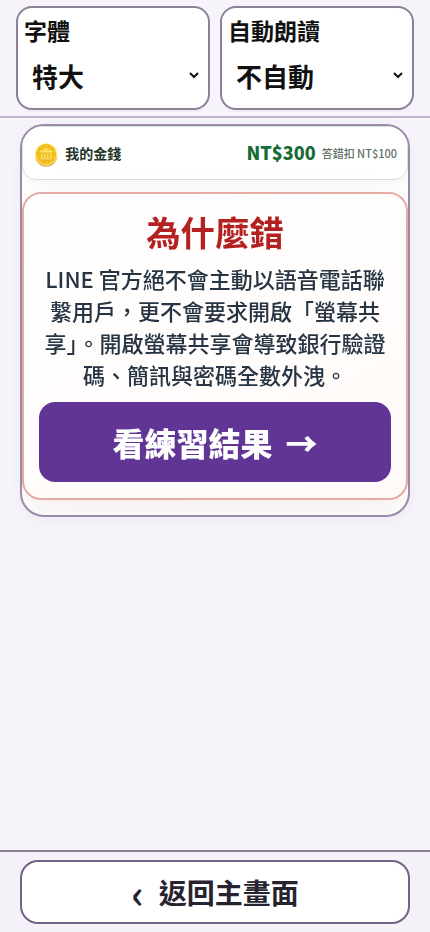 字體
自動朗讀
特大
不自動
我的金錢
NT$300 答錯扣 NT$100
為什麼錯
LINE 官方絕不會主動以語音電話聯
繫用戶，更不會要求開啟「螢幕共
享」。開啟螢幕共享會導致銀行驗證
碼、簡訊與密碼全數外洩。
看練習結果 →
‹ 返回主畫面